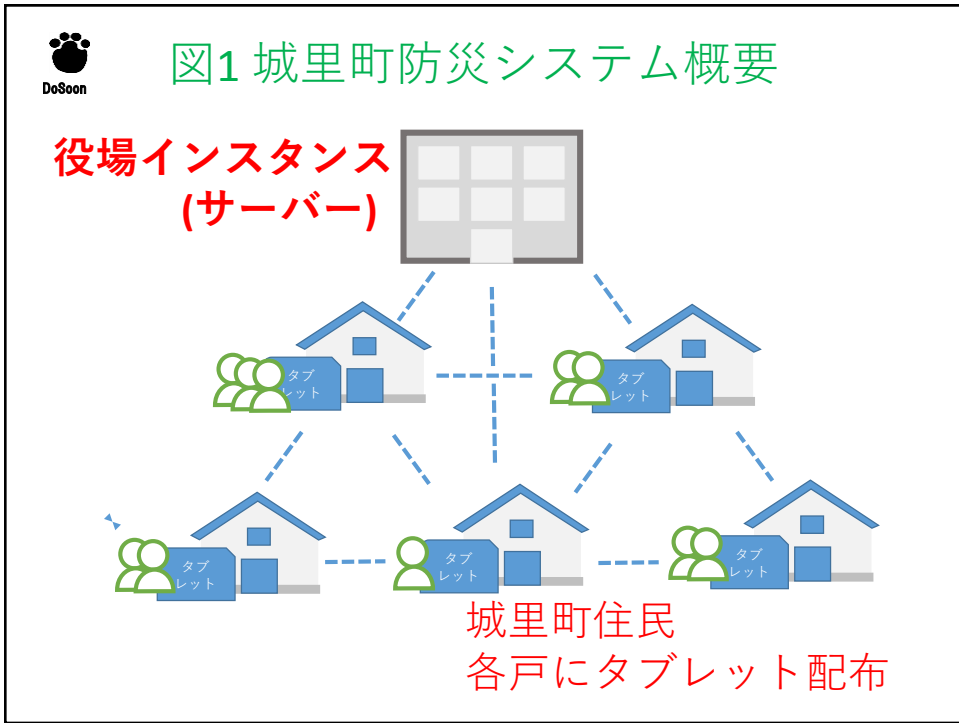 DoSoon
図1 城里町防災システム概要
役場インスタンス
(サーバー)
タブ
レット
タブ
レット
タブ
レット
タブ
レット
タブ
レット
城里町住民
各戸にタブレット配布